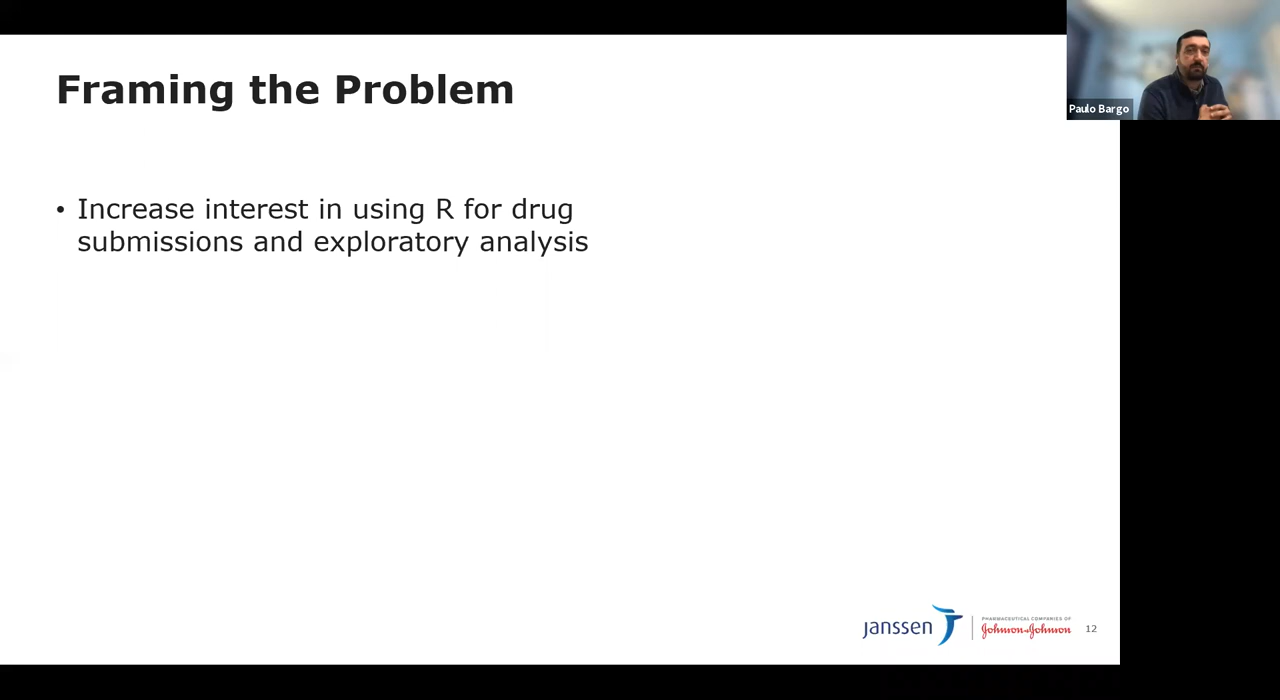 Framing the Problem
Paulo Bargo
• Increase interest in using R for drug
submissions and exploratory analysis
janssen
PHARMACEUTICAL COMPANIES OF
Johnson & Johnson
12